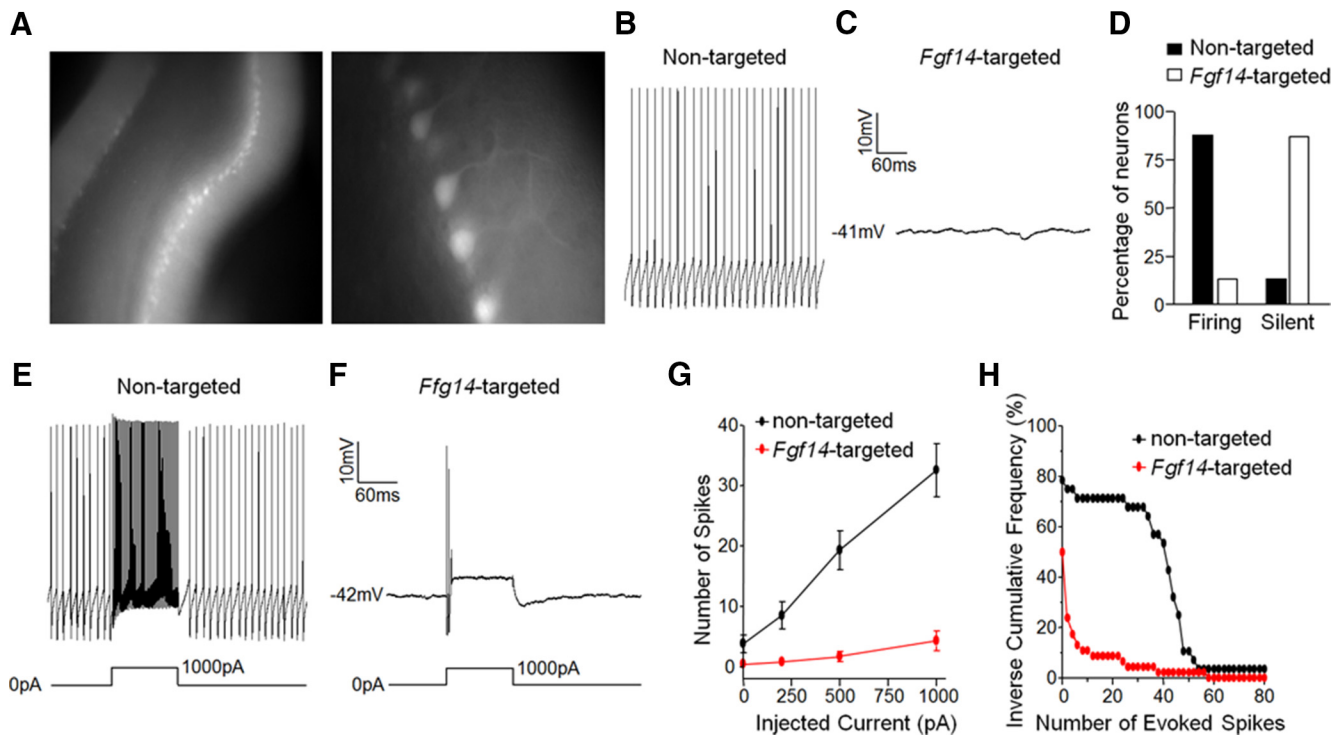 A
B
Non-targeted
C
Fgf14-targeted
10mV
60ms
-41mV
D
Non-targeted
Fgf14-targeted
Percentage of neurons
100
75
50
25
0
Firing Silent
E
Non-targeted
0pA
1000pA
F
Ffg14-targeted
10mV
60ms
-42mV
0pA
1000pA
G
non-targeted
Fgf14-targeted
Number of Spikes
40
30
20
10
0
0 250 500 750 1000
Injected Current (pA)
H
non-targeted
Fgf14-targeted
Inverse Cumulative Frequency (%)
100
80
60
40
20
0
0 20 40 60 80
Number of Evoked Spikes